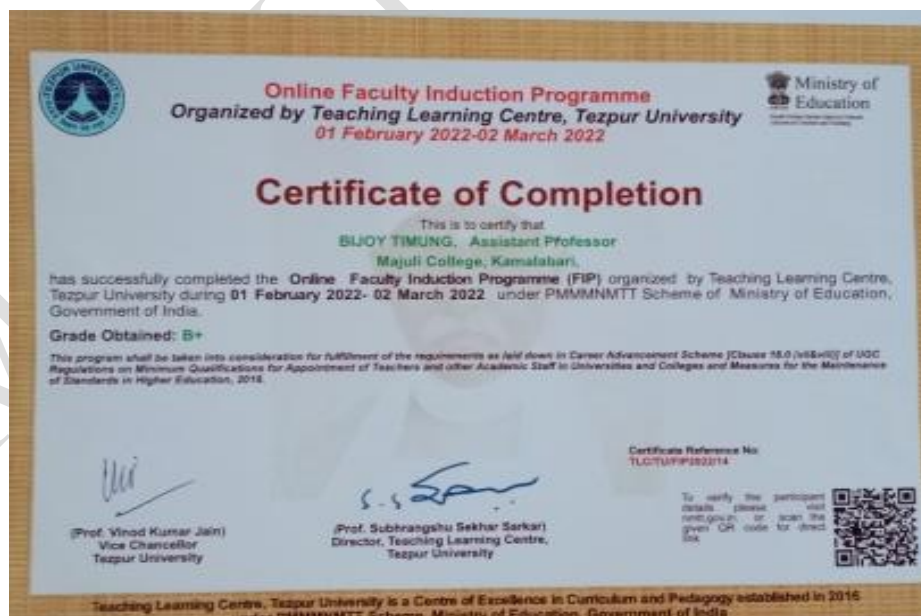 TEZPUR UNIVERSITY
Online Faculty Induction Programme
Organized by Teaching Learning Centre, Tezpur University
01 February 2022-02 March 2022
Ministry of
Education
Certificate of Completion
This is to certify that
BIJOY TIMUNG, Assistant Pfofessor
Majuli College, Kamalabari,
has successfully completed the Online Faculty Induction Programme (FIP) organized by Teaching Learning Centre,
Tezpur University during 01 February 2022- 02 March 2022 under PMMMNMTT Scheme of Ministry of Education,
Government of India.
Grade Obtained: B+
This program shall be taken into consideration for fulfillment of the requirements as laid down in Career Advancement Scheme of UGC
Regulations on Minimum Qualifications for Appointment of Teachers and other Academic Staff in Universities and Colleges and Measures for the Maintenance
of Standards in Higher Education, 2018.
Certificate Reference No:
TLC/TU/FIP2022/14
(Prof. Vinod Kumar Jain)
Vice Chancellor
Tezpur University
(Prof. Subhrangshu Sekhar Sarkar)
Director, Teaching Learning Centre,
Tezpur University
To verify the participent
details please visit
nmtt.gov.in. or scan the
given QR code for direct
link
Teaching Learning Centre, Tezpur University is a Centre of Excellence in Curriculum and Pedagogy established in 2016
under PMMMNMTT Scheme, Ministry of Education, Government of India